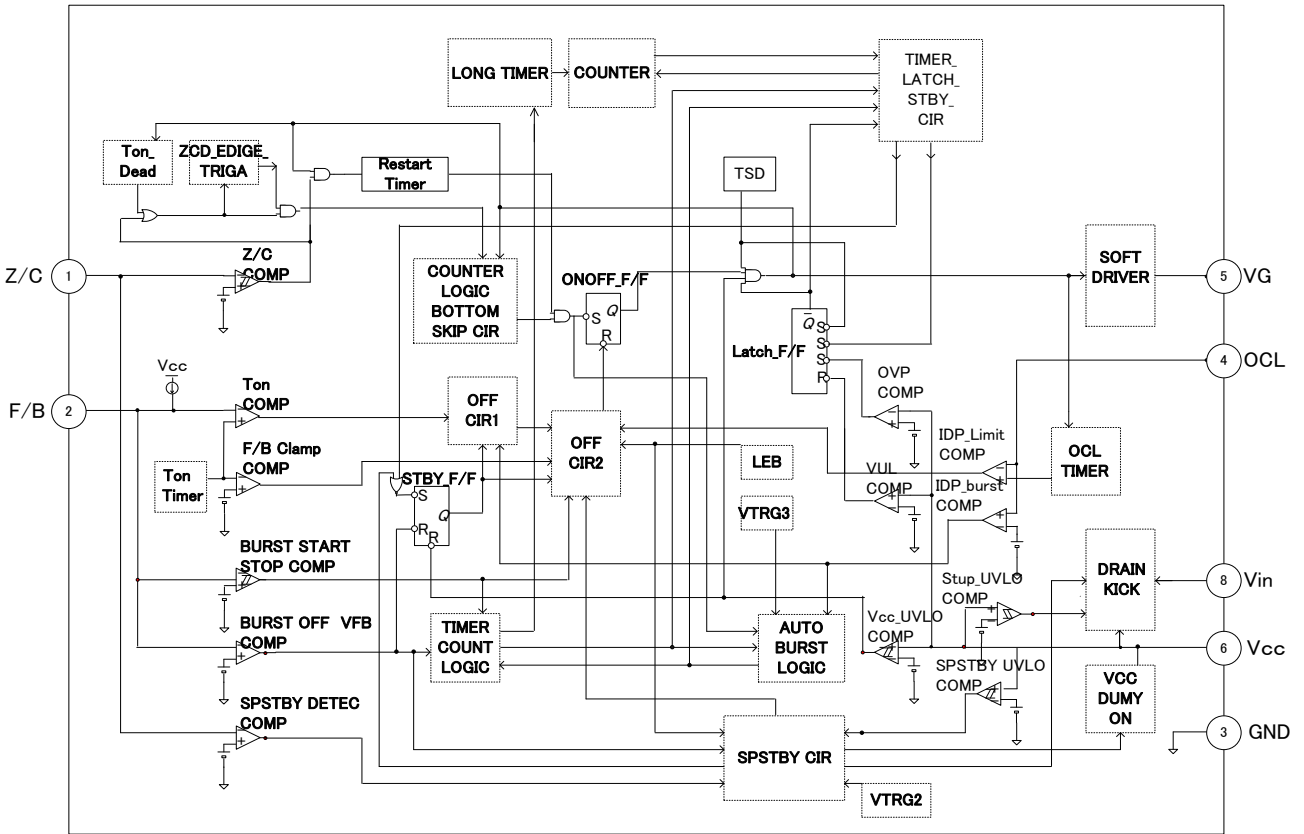 LONG TIMER
COUNTER
TIMER_
LATCH_
STBY_
CIR
Ton_
Dead
ZCD_EDIGE_
TRIGA
Restart
Timer
TSD
Z/C
1
Z/C
COMP
COUNTER
LOGIC
BOTTOM
SKIP CIR
ONOFF_F/F
S
Q
R
SOFT
DRIVER
5
VG
Q
S
S
S
R
Latch_F/F
4
OCL
Vcc
F/B
2
Ton
COMP
OFF
CIR1
OFF
CIR2
OVP
COMP
IDP_Limit
COMP
OCL
TIMER
Ton
Timer
F/B Clamp
COMP
STBY_F/F
S
Q
R
R
LEB
VUL
COMP
IDP_burst
COMP
VTRG3
BURST START
STOP COMP
Stup_UVLO
COMP
DRAIN
KICK
8
Vin
BURST OFF VFB
COMP
TIMER
COUNT
LOGIC
AUTO
BURST
LOGIC
Vcc_UVLO
COMP
6
Vcc
SPSTBY UVLO
COMP
VCC
DUMY
ON
SPSTBY DETEC
COMP
SPSTBY CIR
3
GND
VTRG2